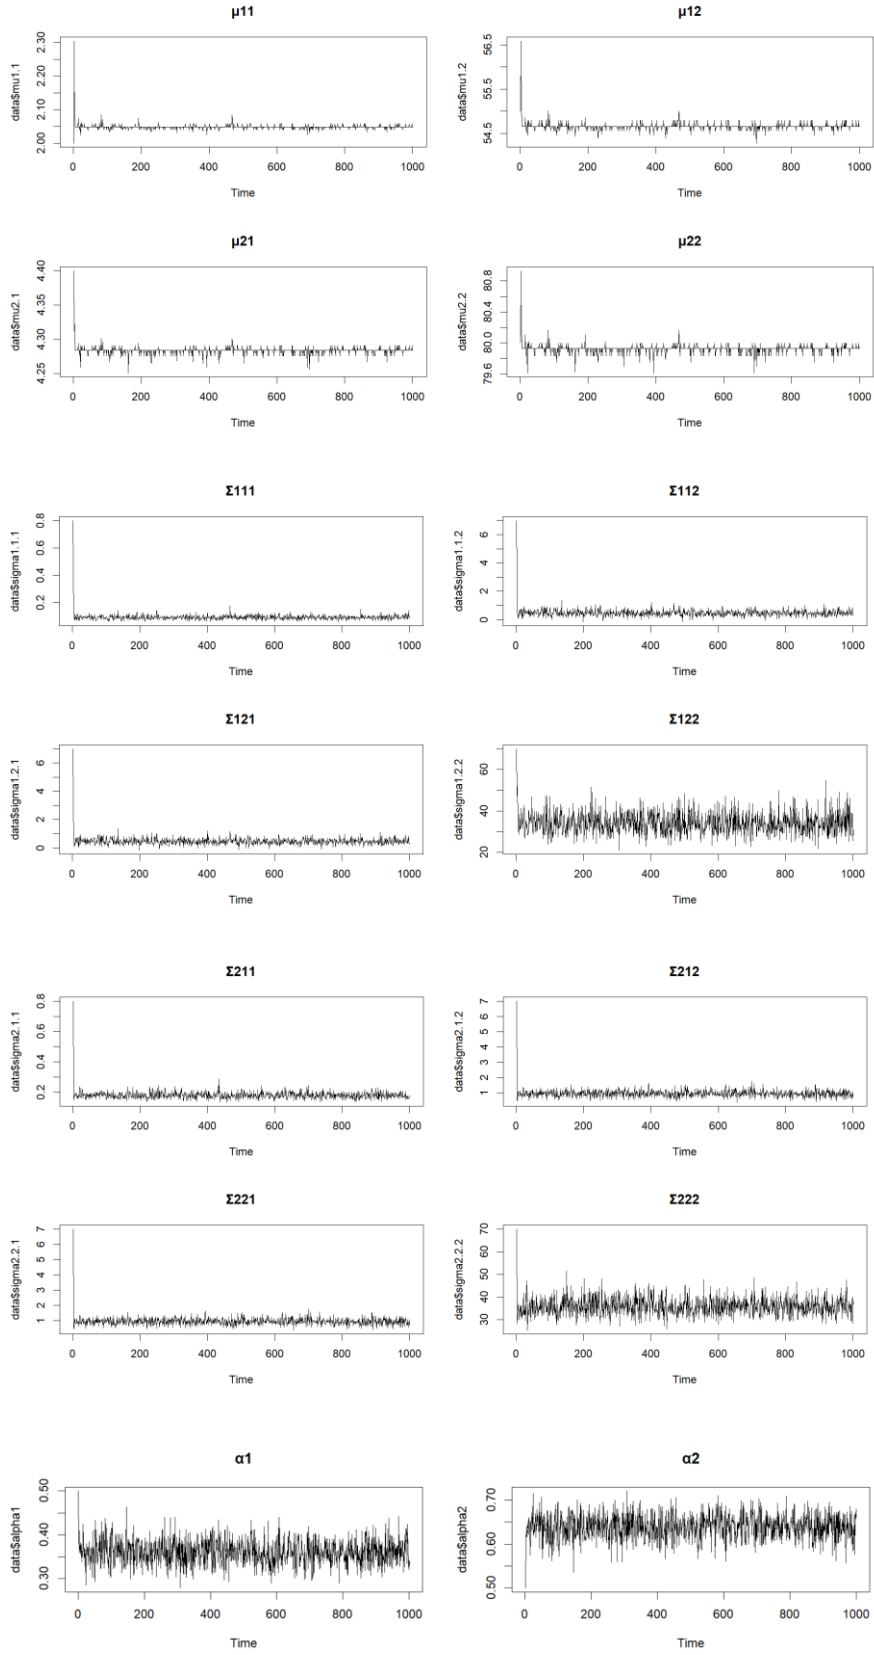 μ11
data$mu1.1
2.00 2.10 2.20 2.30
0 200 400 600 800 1000
Time
μ12
data$mu1.2
54.5 55.5 56.5
0 200 400 600 800 1000
Time
μ21
data$mu2.1
4.25 4.30 4.35 4.40
0 200 400 600 800 1000
Time
μ22
data$mu2.2
79.6 80.0 80.4 80.8
0 200 400 600 800 1000
Time
Σ111
data$sigma1.1.1
0.2 0.4 0.6 0.8
0 200 400 600 800 1000
Time
Σ112
data$sigma1.1.2
0 2 4 6
0 200 400 600 800 1000
Time
Σ121
data$sigma1.2.1
0 2 4 6
0 200 400 600 800 1000
Time
Σ122
data$sigma1.2.2
20 40 60
0 200 400 600 800 1000
Time
Σ211
data$sigma2.1.1
0.2 0.4 0.6 0.8
0 200 400 600 800 1000
Time
Σ212
data$sigma2.1.2
1 2 3 4 5 6 7
0 200 400 600 800 1000
Time
Σ221
data$sigma2.2.1
1 2 3 4 5 6 7
0 200 400 600 800 1000
Time
Σ222
data$sigma2.2.2
30 40 50 60 70
0 200 400 600 800 1000
Time
α1
data$alpha1
0.30 0.40 0.50
0 200 400 600 800 1000
Time
α2
data$alpha2
0.50 0.60 0.70
0 200 400 600 800 1000
Time